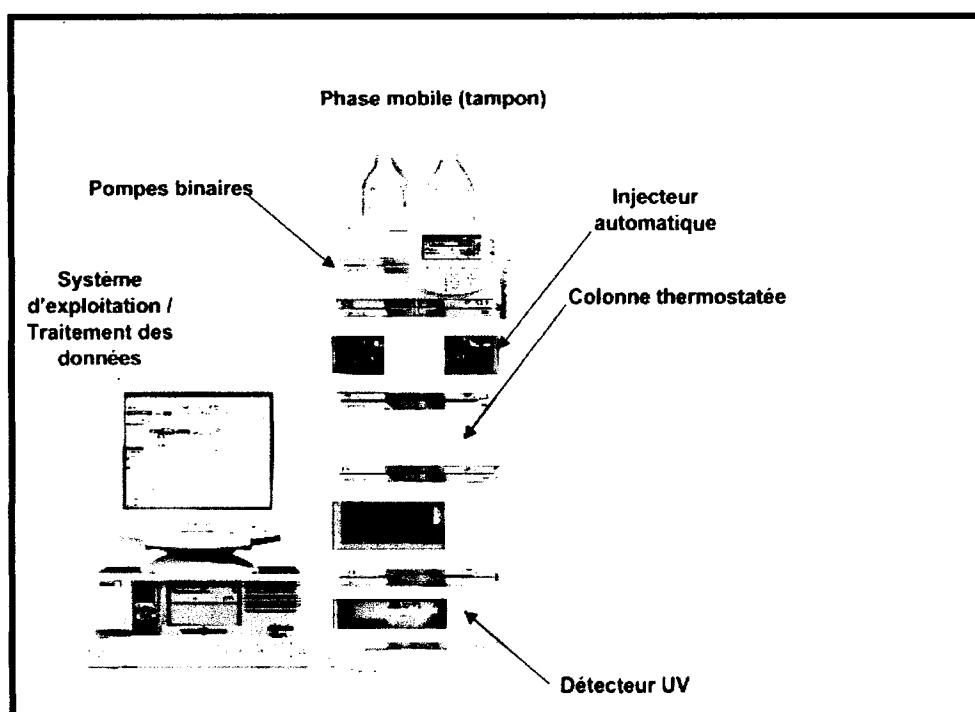 Phase mobile (tampon)
Pompes binaires
Injecteur
automatique
Système
d'exploitation /
Traitement des
données
Colonne thermostatée
Détecteur UV